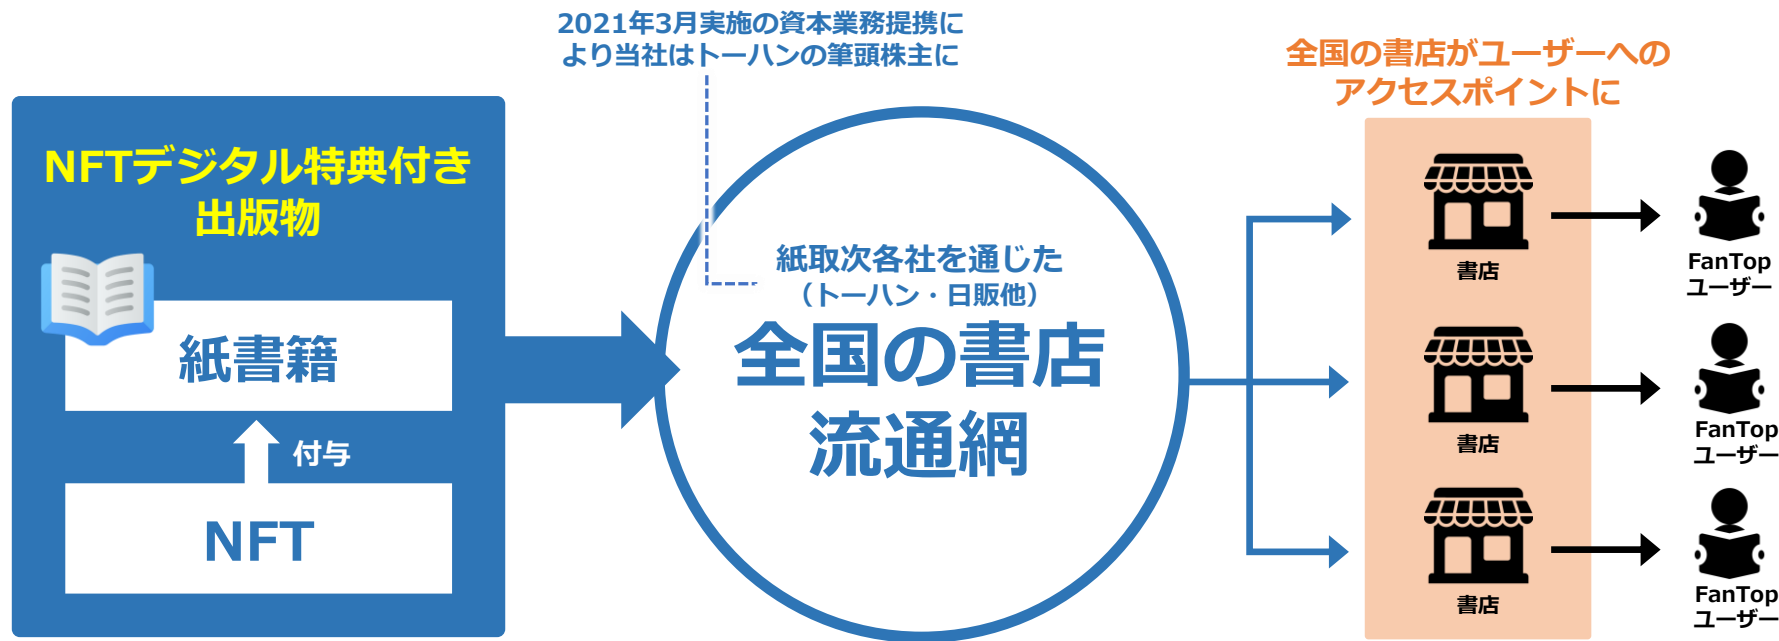 2021年3月実施の資本業務提携に
より当社はトーハンの筆頭株主に
全国の書店がユーザーへの
アクセスポイントに
NFTデジタル特典付き
出版物
紙書籍
付与
NFT
紙取次各社を通じた
（トーハン・日販他）
全国の書店
流通網
書店
FanTop
ユーザー
書店
FanTop
ユーザー
書店
FanTop
ユーザー